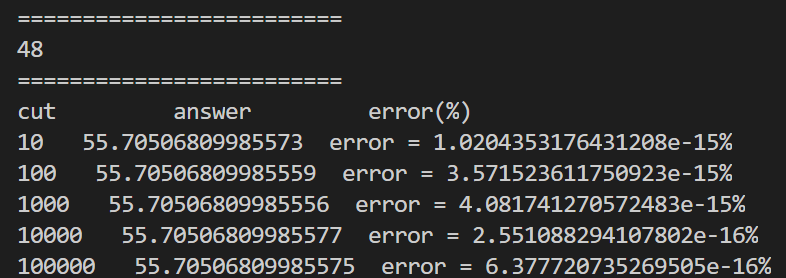 =========================
48
=========================
cut         answer         error(%)
10   55.70506809985573  error = 1.0204353176431208e-15%
100   55.70506809985559  error = 3.571523611750923e-15%
1000   55.70506809985556  error = 4.081741270572483e-15%
10000   55.70506809985577  error = 2.551088294107802e-16%
100000   55.70506809985575  error = 6.377720735269505e-16%